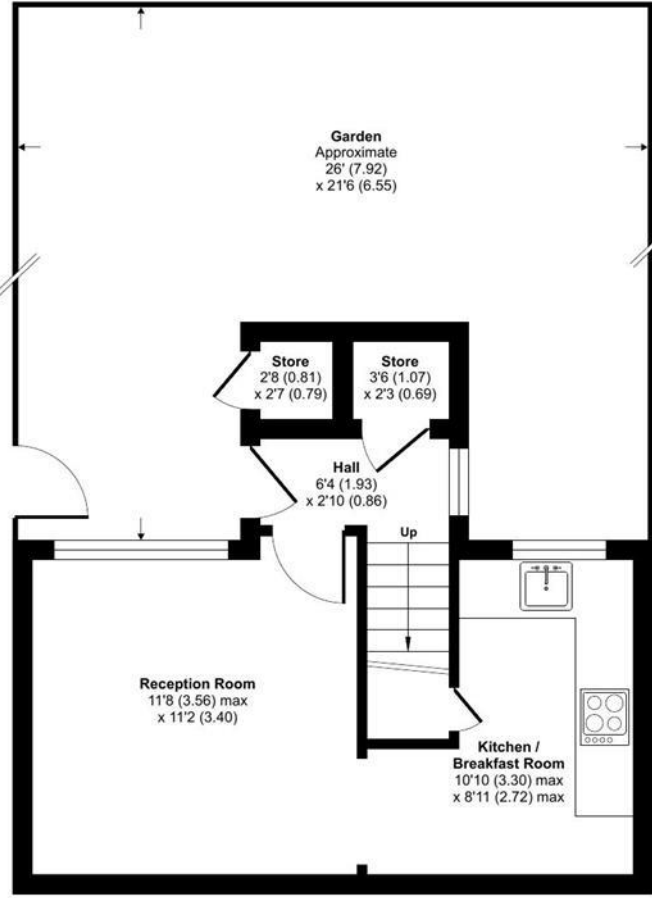 Garden
Approximate
26' (7.92)
x 21'6 (6.55)
Store
2'8 (0.81)
x 2'7 (0.79)
Store
3'6 (1.07)
x 2'3 (0.69)
Hall
6'4 (1.93)
x 2'10 (0.86)
Up
Reception Room
11'8 (3.56) max
x 11'2 (3.40)
Kitchen /
Breakfast Room
10'10 (3.30) max
x 8'11 (2.72) max